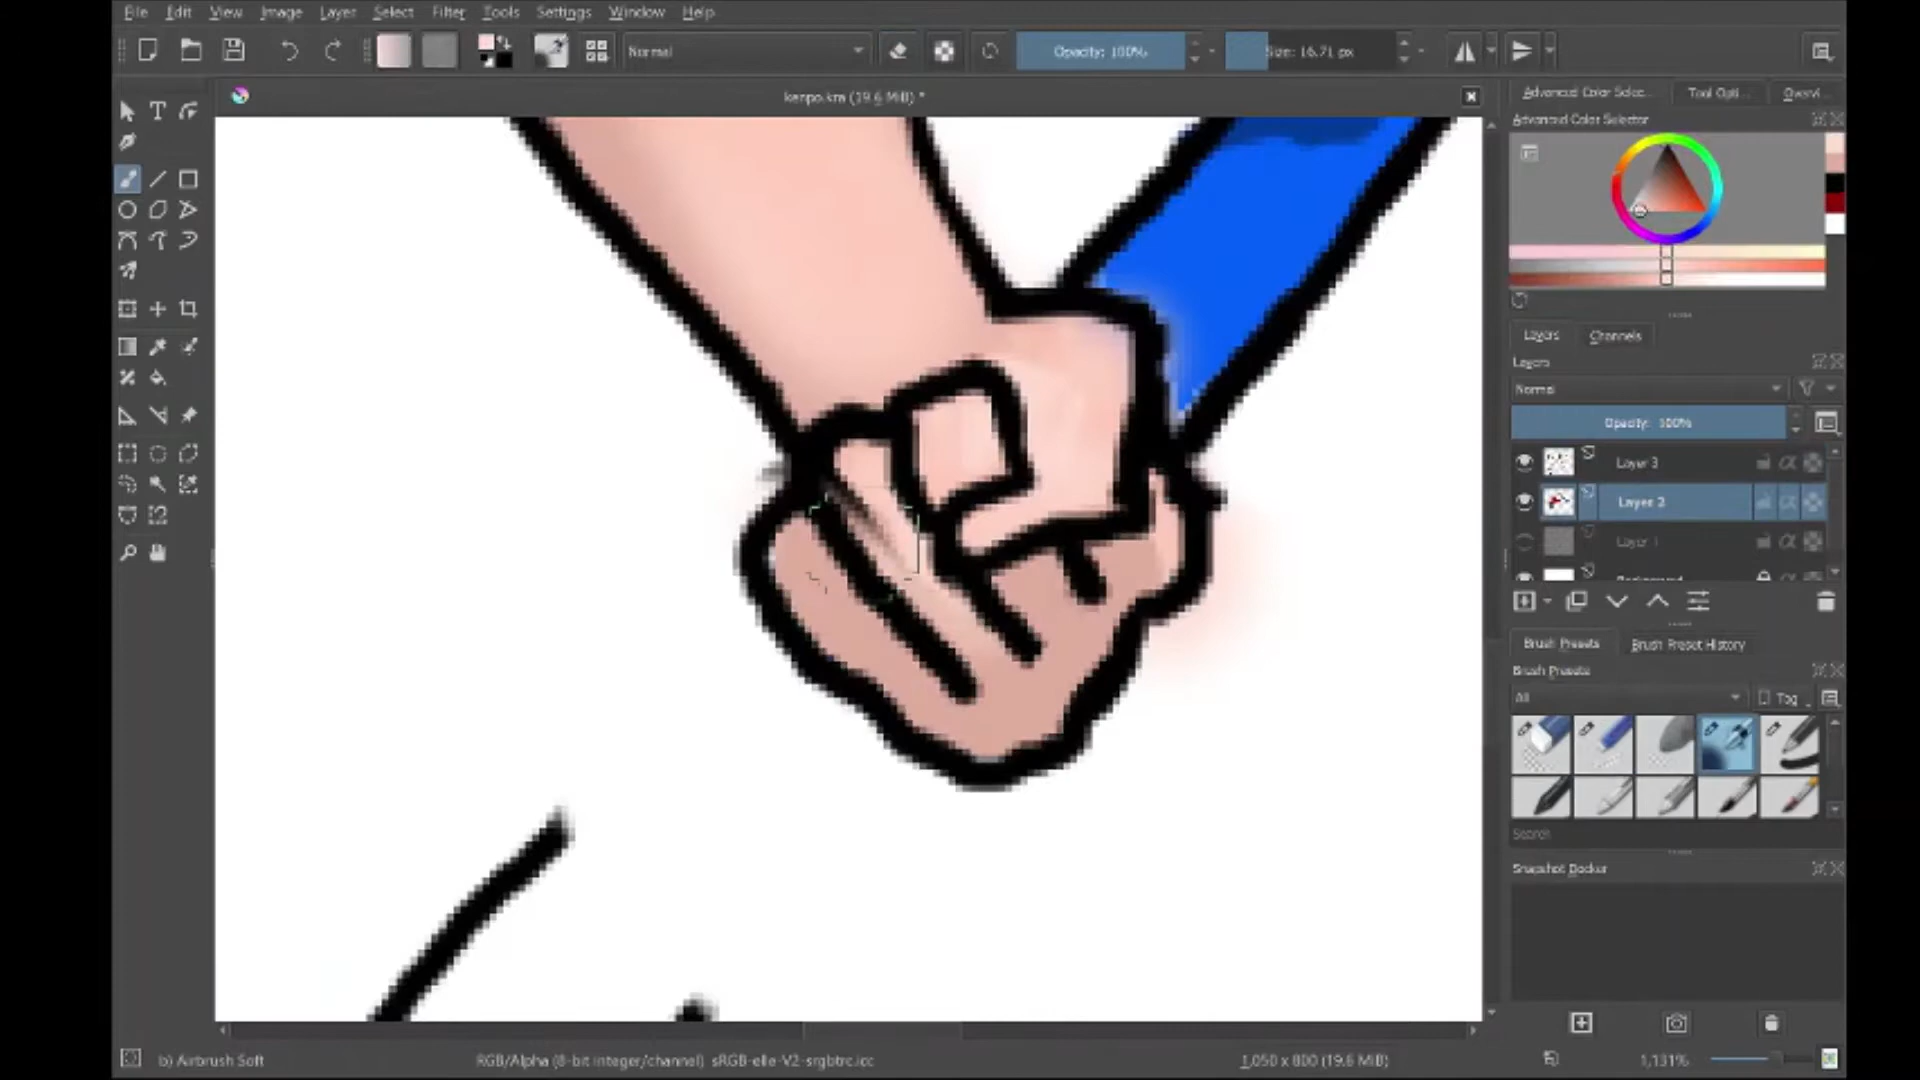 File Edit View Image Layer Select Filter Tools Settings Window Help
Normal
Opacity: 100%
Size: 16.71 px
kenpo.kra (19.6 MiB) *
Advanced Color Selec...
Tool Opti...
Overvi...
Advanced Color Selector
Layers
Channels
Layers
Normal
Opacity: 100%
Layer 3
Layer 2
Layer 1
Background
Brush Presets
Brush Preset History
Brush Presets
All
Tag
Search
Snapshot Docker
b) Airbrush Soft
RGB/Alpha (8-bit integer/channel) sRGB-elle-V2-srgbtrc.icc
1,050 x 800 (19.6 MiB)
1,131%